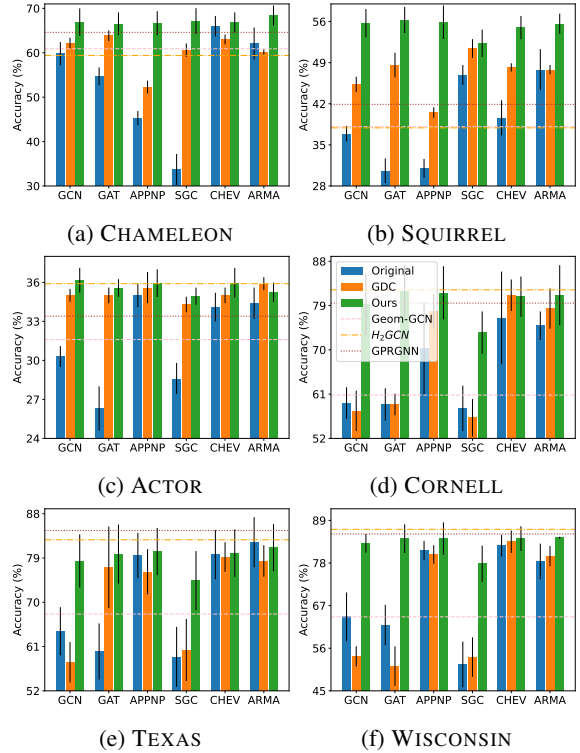 Accuracy (%)
70
60
50
40
30
GCN GAT APPNP SGC CHEV ARMA
(a) CHAMELEON
Accuracy (%)
56
49
42
35
28
GCN GAT APPNP SGC CHEV ARMA
(b) SQUIRREL
Accuracy (%)
36
33
30
27
24
GCN GAT APPNP SGC CHEV ARMA
(c) ACTOR
Accuracy (%)
88
79
70
61
52
Original
GDC
Ours
Geom-GCN
H₂GCN
GPRGNN
GCN GAT APPNP SGC CHEV ARMA
(d) CORNELL
Accuracy (%)
88
79
70
61
52
GCN GAT APPNP SGC CHEV ARMA
(e) TEXAS
Accuracy (%)
89
78
67
56
45
GCN GAT APPNP SGC CHEV ARMA
(f) WISCONSIN